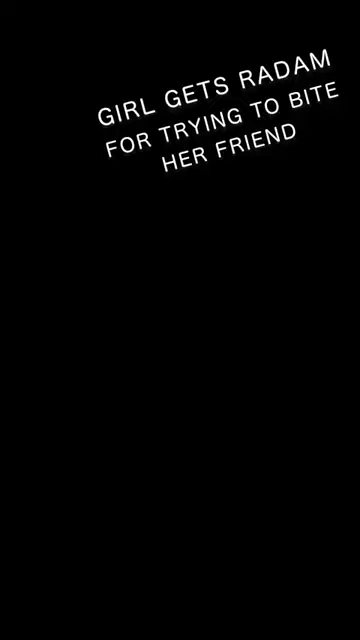 GIRL GETS RADAM
FOR TRYING TO BITE
HER FRIEND